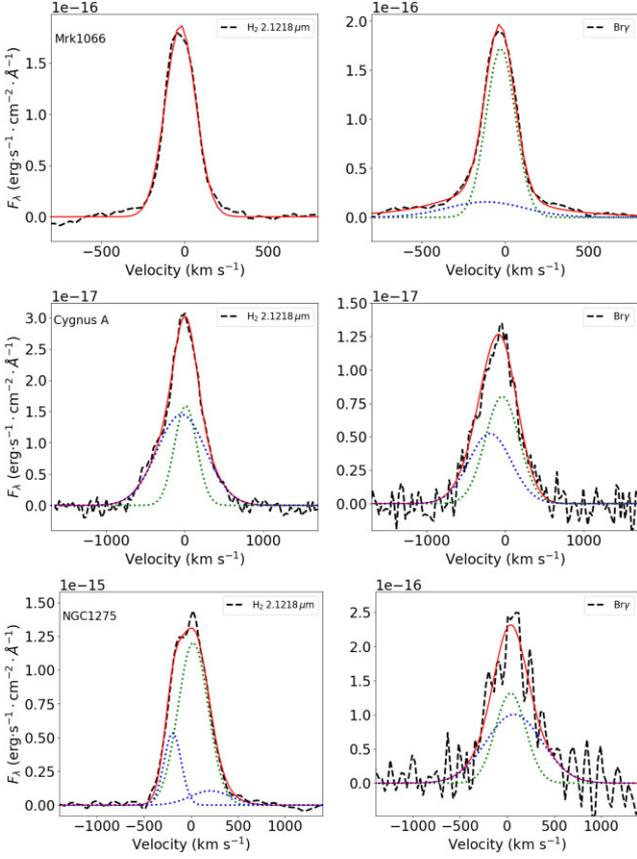 1e−16
Mrk1066
H₂ 2.1218 μm
Fλ (erg·s⁻¹·cm⁻²·Å⁻¹)
1.5
1.0
0.5
0.0
−500 0 500
Velocity (km s⁻¹)
1e−16
Brγ
2.0
1.5
1.0
0.5
0.0
−500 0 500
Velocity (km s⁻¹)
1e−17
Cygnus A
H₂ 2.1218 μm
Fλ (erg·s⁻¹·cm⁻²·Å⁻¹)
3.0
2.5
2.0
1.5
1.0
0.5
0.0
−1000 0 1000
Velocity (km s⁻¹)
1e−17
Brγ
1.50
1.25
1.00
0.75
0.50
0.25
0.00
−1000 0 1000
Velocity (km s⁻¹)
1e−15
NGC1275
H₂ 2.1218 μm
Fλ (erg·s⁻¹·cm⁻²·Å⁻¹)
1.50
1.25
1.00
0.75
0.50
0.25
0.00
−1000 −500 0 500 1000
Velocity (km s⁻¹)
1e−16
Brγ
2.5
2.0
1.5
1.0
0.5
0.0
−1000 −500 0 500 1000
Velocity (km s⁻¹)